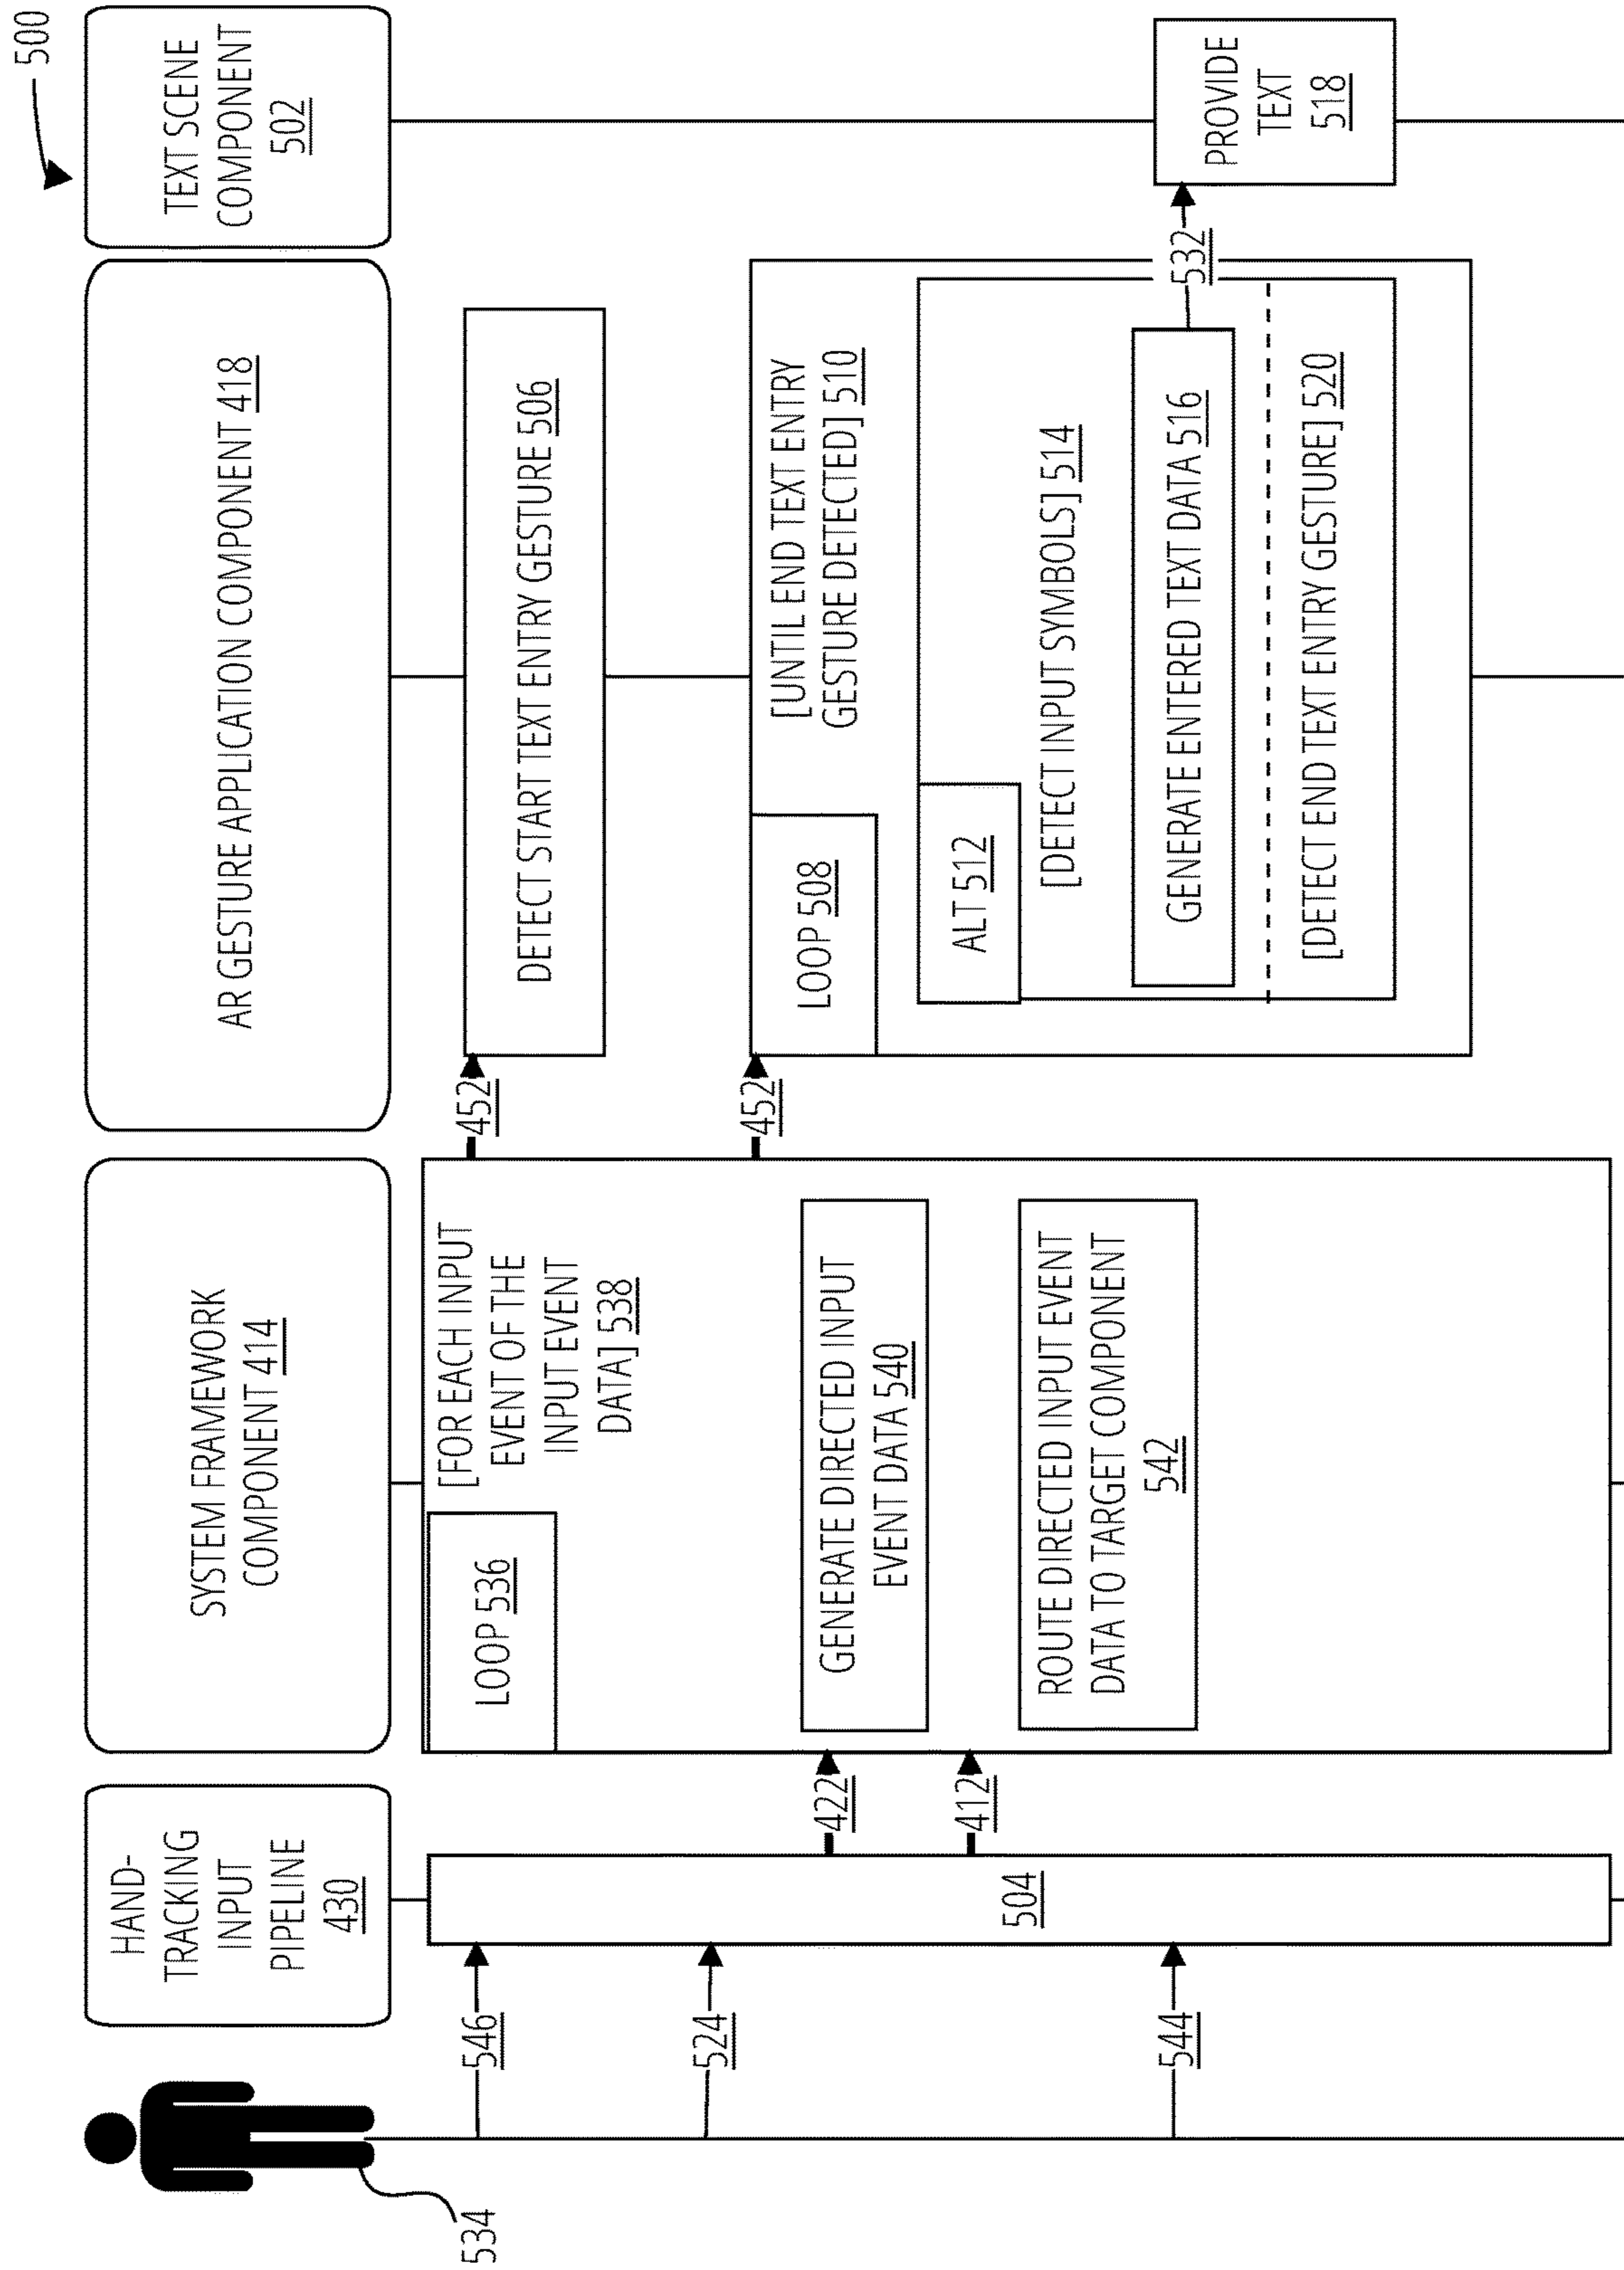 500
HAND-
TRACKING
INPUT
PIPELINE
430
SYSTEM FRAMEWORK
COMPONENT 414
AR GESTURE APPLICATION COMPONENT 418
TEXT SCENE
COMPONENT
502
534
546
524
544
504
422
412
LOOP 536
[FOR EACH INPUT
EVENT OF THE
INPUT EVENT
DATA] 538
GENERATE DIRECTED INPUT
EVENT DATA 540
ROUTE DIRECTED INPUT EVENT
DATA TO TARGET COMPONENT
542
452
452
DETECT START TEXT ENTRY GESTURE 506
LOOP 508
[UNTIL END TEXT ENTRY
GESTURE DETECTED] 510
ALT 512
[DETECT INPUT SYMBOLS] 514
GENERATE ENTERED TEXT DATA 516
[DETECT END TEXT ENTRY GESTURE] 520
532
PROVIDE
TEXT
518